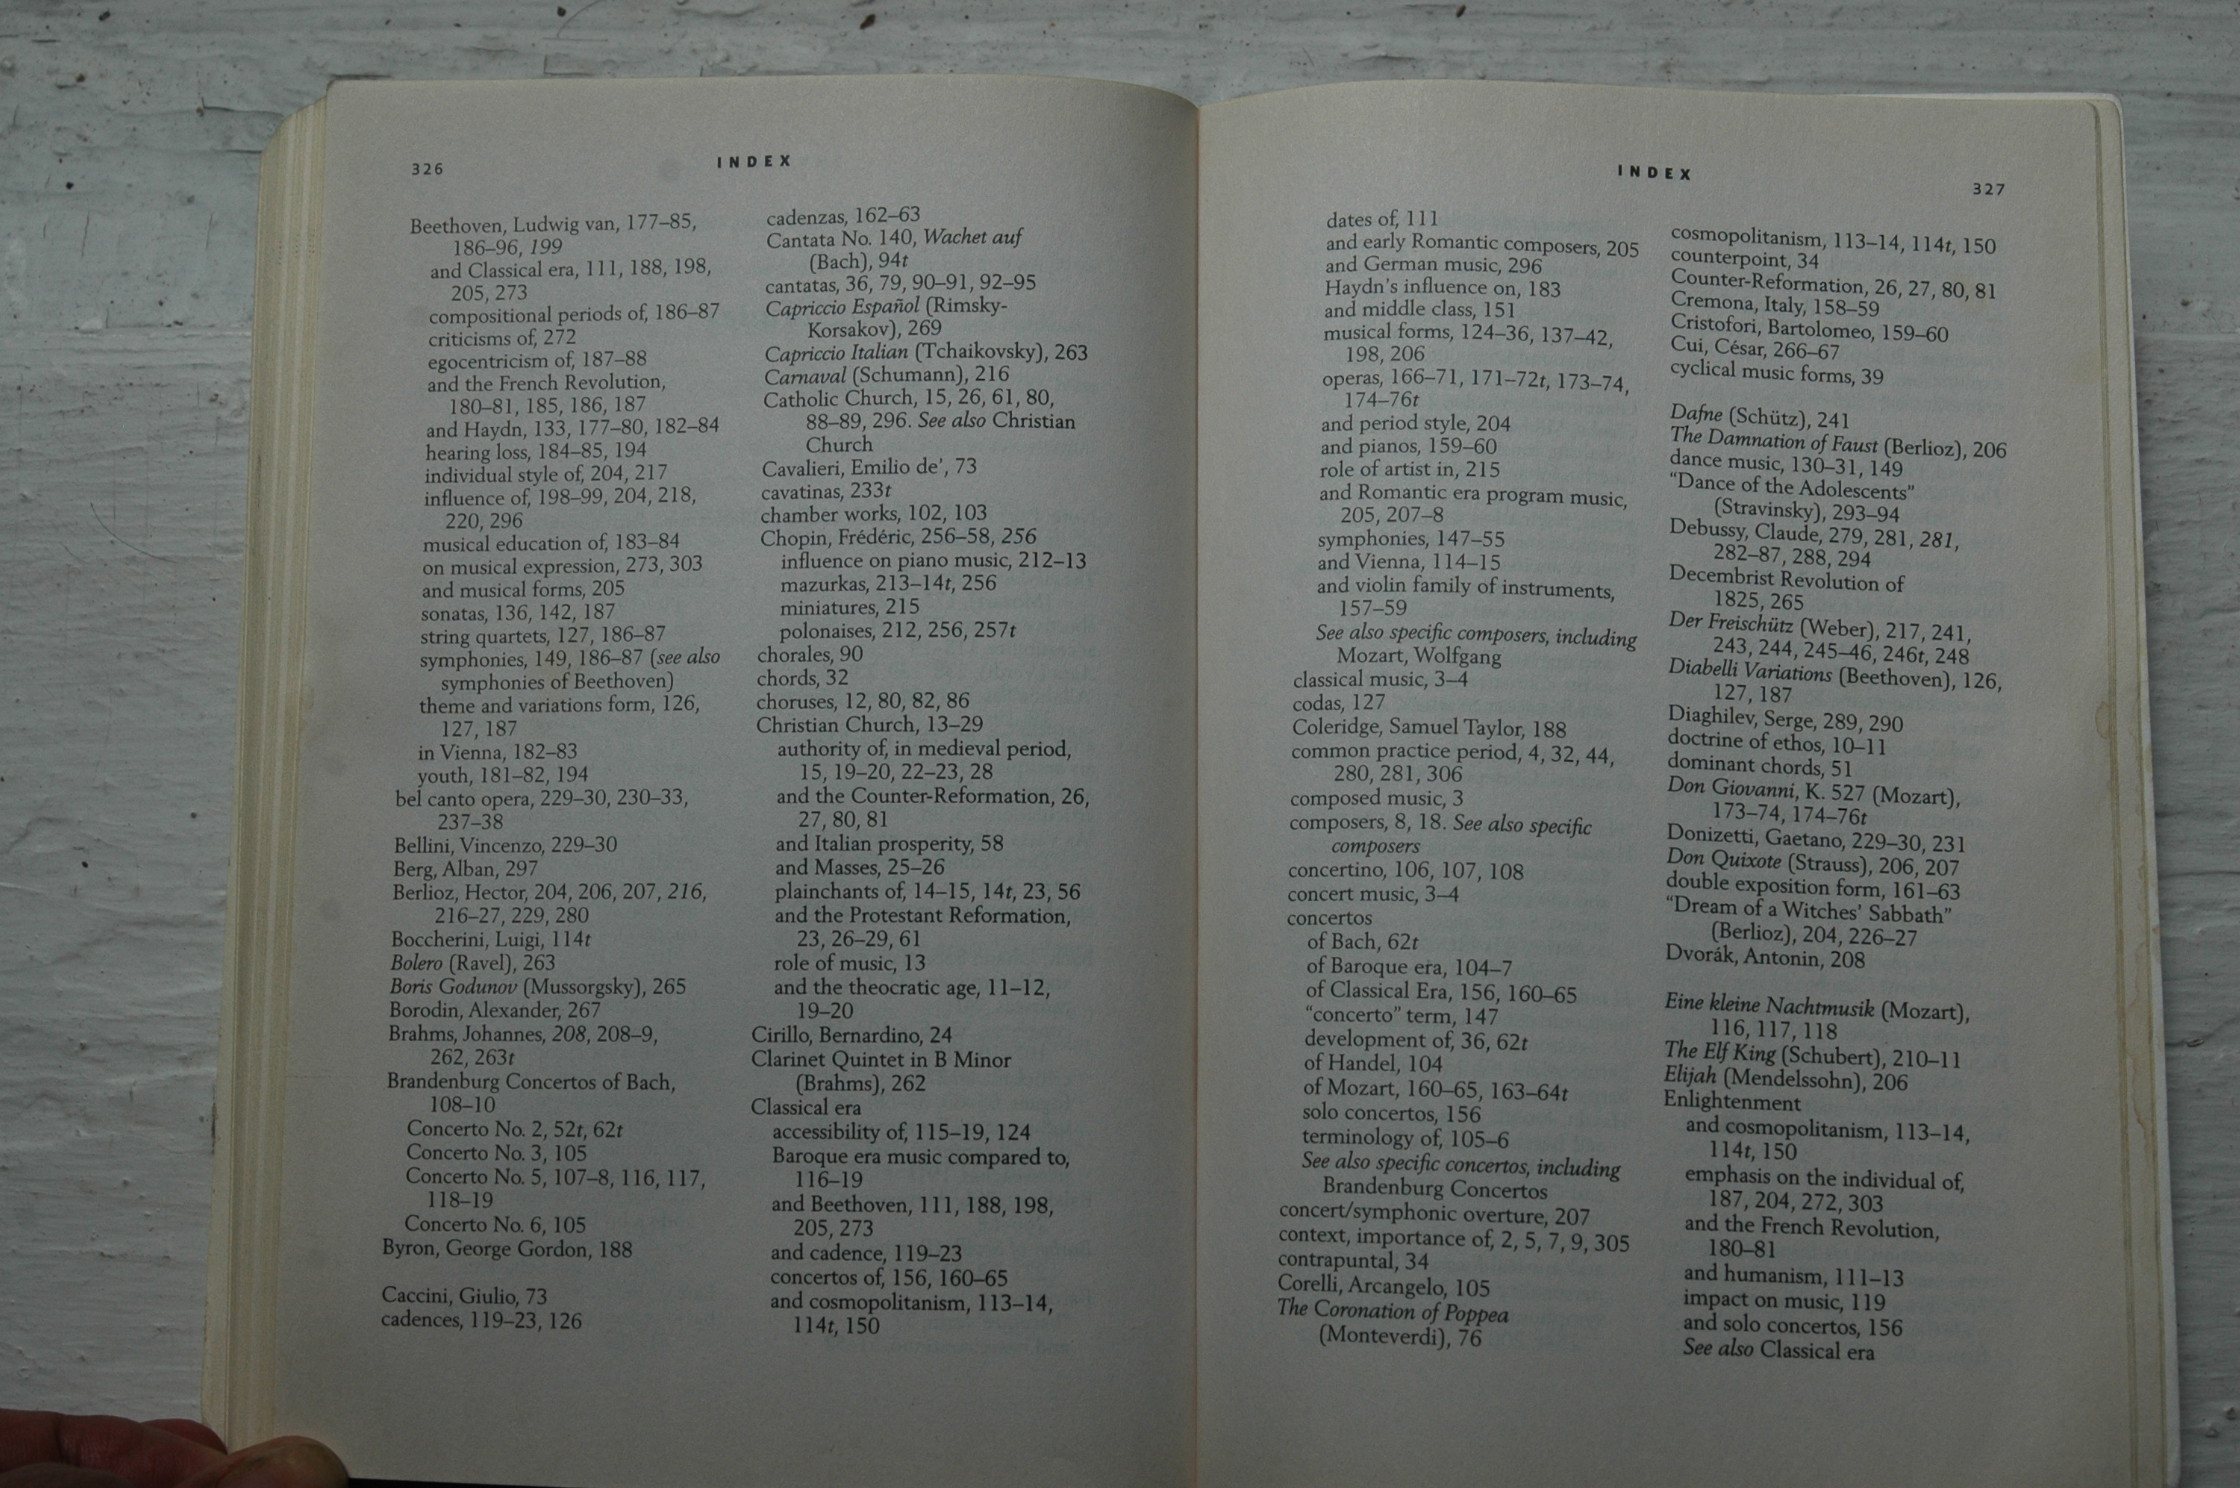 326
INDEX
Beethoven, Ludwig van, 177–85,
186–96, 199
and Classical era, 111, 188, 198,
205, 273
compositional periods of, 186–87
criticisms of, 272
egocentricism of, 187–88
and the French Revolution,
180–81, 185, 186, 187
and Haydn, 133, 177–80, 182–84
hearing loss, 184–85, 194
individual style of, 204, 217
influence of, 198–99, 204, 218,
220, 296
musical education of, 183–84
on musical expression, 273, 303
and musical forms, 205
sonatas, 136, 142, 187
string quartets, 127, 186–87
symphonies, 149, 186–87 (see also
symphonies of Beethoven)
theme and variations form, 126,
127, 187
in Vienna, 182–83
youth, 181–82, 194
bel canto opera, 229–30, 230–33,
237–38
Bellini, Vincenzo, 229–30
Berg, Alban, 297
Berlioz, Hector, 204, 206, 207, 216,
216–27, 229, 280
Boccherini, Luigi, 114t
Bolero (Ravel), 263
Boris Godunov (Mussorgsky), 265
Borodin, Alexander, 267
Brahms, Johannes, 208, 208–9,
262, 263t
Brandenburg Concertos of Bach,
108–10
Concerto No. 2, 52t, 62t
Concerto No. 3, 105
Concerto No. 5, 107–8, 116, 117,
118–19
Concerto No. 6, 105
Byron, George Gordon, 188
Caccini, Giulio, 73
cadences, 119–23, 126
cadenzas, 162–63
Cantata No. 140, Wachet auf
(Bach), 94t
cantatas, 36, 79, 90–91, 92–95
Capriccio Español (Rimsky-
Korsakov), 269
Capriccio Italian (Tchaikovsky), 263
Carnaval (Schumann), 216
Catholic Church, 15, 26, 61, 80,
88–89, 296. See also Christian
Church
Cavalieri, Emilio de', 73
cavatinas, 233t
chamber works, 102, 103
Chopin, Frédéric, 256–58, 256
influence on piano music, 212–13
mazurkas, 213–14t, 256
miniatures, 215
polonaises, 212, 256, 257t
chorales, 90
chords, 32
choruses, 12, 80, 82, 86
Christian Church, 13–29
authority of, in medieval period,
15, 19–20, 22–23, 28
and the Counter-Reformation, 26,
27, 80, 81
and Italian prosperity, 58
and Masses, 25–26
plainchants of, 14–15, 14t, 23, 56
and the Protestant Reformation,
23, 26–29, 61
role of music, 13
and the theocratic age, 11–12,
19–20
Cirillo, Bernardino, 24
Clarinet Quintet in B Minor
(Brahms), 262
Classical era
accessibility of, 115–19, 124
Baroque era music compared to,
116–19
and Beethoven, 111, 188, 198,
205, 273
and cadence, 119–23
concertos of, 156, 160–65
and cosmopolitanism, 113–14,
114t, 150
INDEX
327
dates of, 111
and early Romantic composers, 205
and German music, 296
Haydn's influence on, 183
and middle class, 151
musical forms, 124–36, 137–42,
198, 206
operas, 166–71, 171–72t, 173–74,
174–76t
and period style, 204
and pianos, 159–60
role of artist in, 215
and Romantic era program music,
205, 207–8
symphonies, 147–55
and Vienna, 114–15
and violin family of instruments,
157–59
See also specific composers, including
Mozart, Wolfgang
classical music, 3–4
codas, 127
Coleridge, Samuel Taylor, 188
common practice period, 4, 32, 44,
280, 281, 306
composed music, 3
composers, 8, 18. See also specific
composers
concertino, 106, 107, 108
concert music, 3–4
concertos
of Bach, 62t
of Baroque era, 104–7
of Classical Era, 156, 160–65
“concerto” term, 147
development of, 36, 62t
of Handel, 104
of Mozart, 160–65, 163–64t
solo concertos, 156
terminology of, 105–6
See also specific concertos, including
Brandenburg Concertos
concert/symphonic overture, 207
context, importance of, 2, 5, 7, 9, 305
contrapuntal, 34
Corelli, Arcangelo, 105
The Coronation of Poppea
(Monteverdi), 76
cosmopolitanism, 113–14, 114t, 150
counterpoint, 34
Counter-Reformation, 26, 27, 80, 81
Cremona, Italy, 158–59
Cristofori, Bartolomeo, 159–60
Cui, César, 266–67
cyclical music forms, 39
Dafne (Schütz), 241
The Damnation of Faust (Berlioz), 206
dance music, 130–31, 149
“Dance of the Adolescents”
(Stravinsky), 293–94
Debussy, Claude, 279, 281, 281,
282–87, 288, 294
Decembrist Revolution of
1825, 265
Der Freischütz (Weber), 217, 241,
243, 244, 245–46, 246t, 248
Diabelli Variations (Beethoven), 126,
127, 187
Diaghilev, Serge, 289, 290
doctrine of ethos, 10–11
dominant chords, 51
Don Giovanni, K. 527 (Mozart),
173–74, 174–76t
Donizetti, Gaetano, 229–30, 231
Don Quixote (Strauss), 206, 207
double exposition form, 161–63
“Dream of a Witches' Sabbath”
(Berlioz), 204, 226–27
Dvorák, Antonin, 208
Eine kleine Nachtmusik (Mozart),
116, 117, 118
The Elf King (Schubert), 210–11
Elijah (Mendelssohn), 206
Enlightenment
and cosmopolitanism, 113–14,
114t, 150
emphasis on the individual of,
187, 204, 272, 303
and the French Revolution,
180–81
and humanism, 111–13
impact on music, 119
and solo concertos, 156
See also Classical era